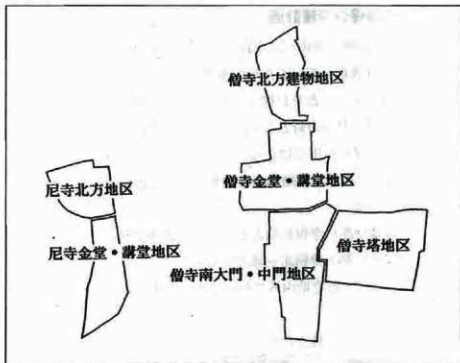 僧寺北方建物地区
僧寺金堂・講堂地区
尼寺北方地区
尼寺金堂・講堂地区
僧寺塔地区
僧寺南大門・中門地区